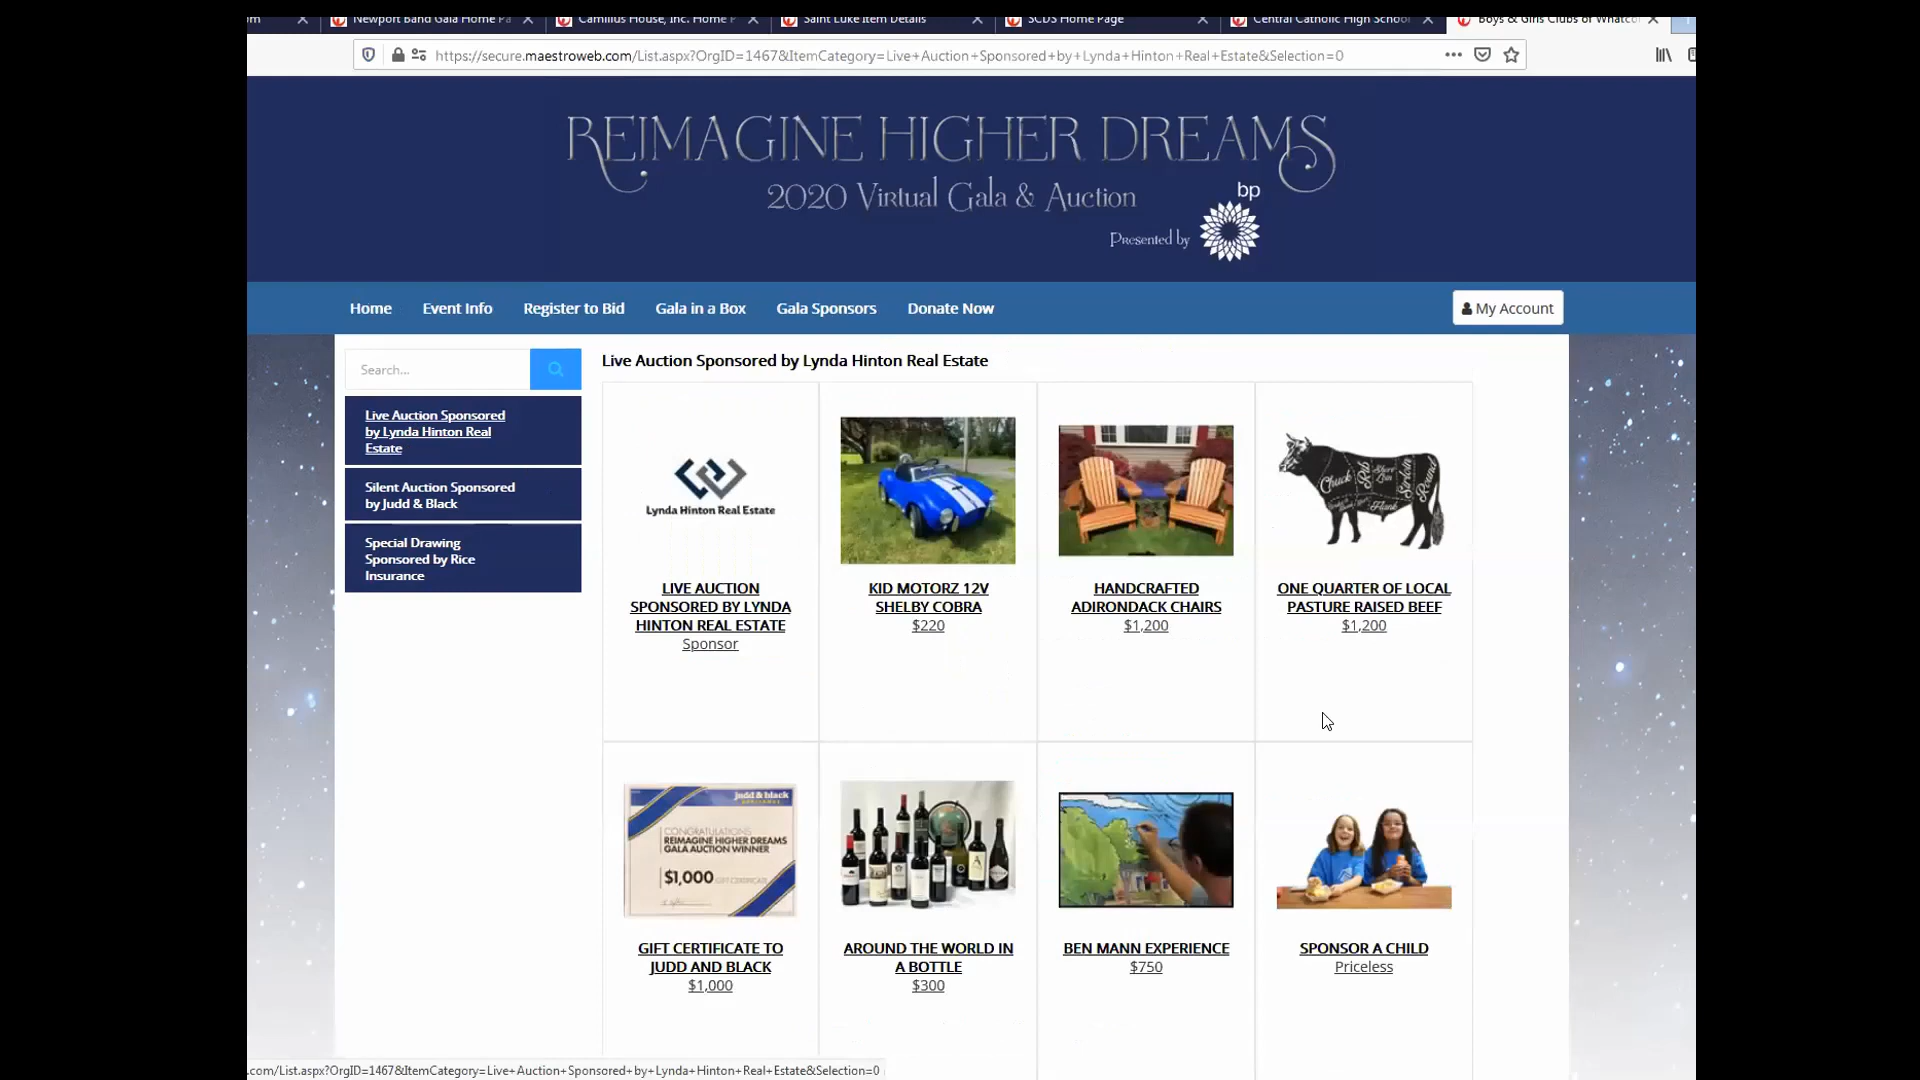 Newport Band Gala Home Pa
Camillus House, Inc. Home P
Saint Luke Item Details
SCDS Home Page
Central Catholic High School
Boys & Girls Clubs of Whatco
https://secure.maestroweb.com/List.aspx?OrgID=1467&ItemCategory=Live+Auction+Sponsored+by+Lynda+Hinton+Real+Estate&Selection=0
REIMAGINE HIGHER DREAMS
2020 Virtual Gala & Auction
bp
Presented by
Home Event Info Register to Bid Gala in a Box Gala Sponsors Donate Now My Account
Search...
Live Auction Sponsored
by Lynda Hinton Real
Estate
Silent Auction Sponsored
by Judd & Black
Special Drawing
Sponsored by Rice
Insurance
Live Auction Sponsored by Lynda Hinton Real Estate
Lynda Hinton Real Estate
LIVE AUCTION
SPONSORED BY LYNDA
HINTON REAL ESTATE
Sponsor
KID MOTORZ 12V
SHELBY COBRA
$220
HANDCRAFTED
ADIRONDACK CHAIRS
$1,200
Chuck
Rib
Sirloin
Round
Flank
ONE QUARTER OF LOCAL
PASTURE RAISED BEEF
$1,200
judd & black
CONGRATULATIONS
REIMAGINE HIGHER DREAMS
GALA AUCTION WINNER
$1,000
GIFT CERTIFICATE TO
JUDD AND BLACK
$1,000
AROUND THE WORLD IN
A BOTTLE
$300
BEN MANN EXPERIENCE
$750
SPONSOR A CHILD
Priceless
.com/List.aspx?OrgID=1467&ItemCategory=Live+Auction+Sponsored+by+Lynda+Hinton+Real+Estate&Selection=0